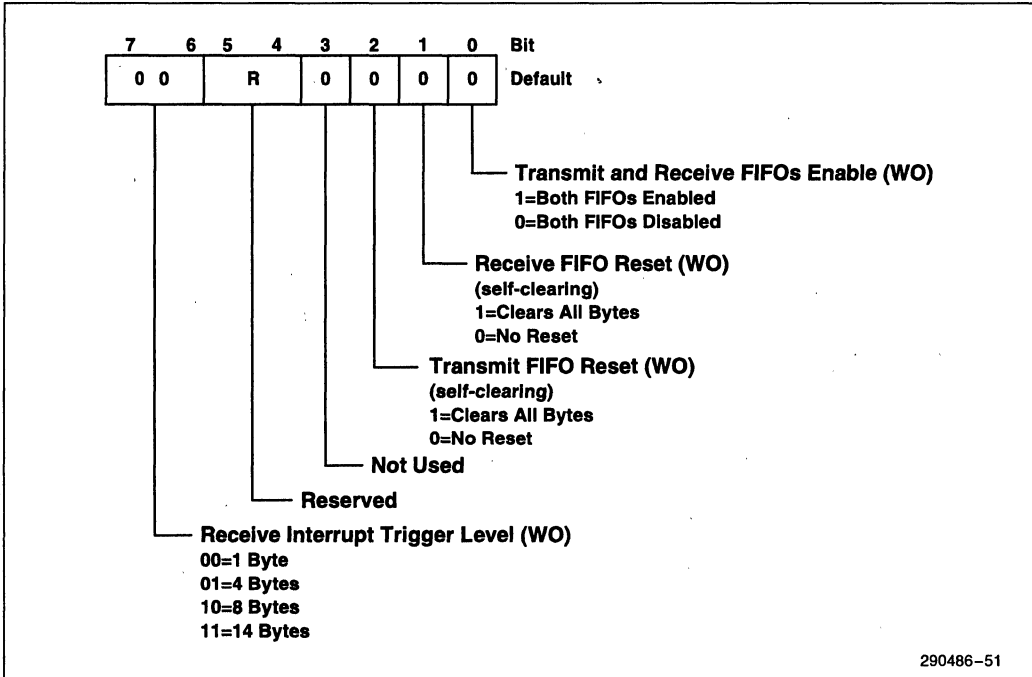 7 6 5 4 3 2 1 0 Bit
0 0 R 0 0 0 0 Default
Transmit and Receive FIFOs Enable (WO)
1=Both FIFOs Enabled
0=Both FIFOs Disabled
Receive FIFO Reset (WO)
(self-clearing)
1=Clears All Bytes
0=No Reset
Transmit FIFO Reset (WO)
(self-clearing)
1=Clears All Bytes
0=No Reset
Not Used
Reserved
Receive Interrupt Trigger Level (WO)
00=1 Byte
01=4 Bytes
10=8 Bytes
11=14 Bytes
290486–51